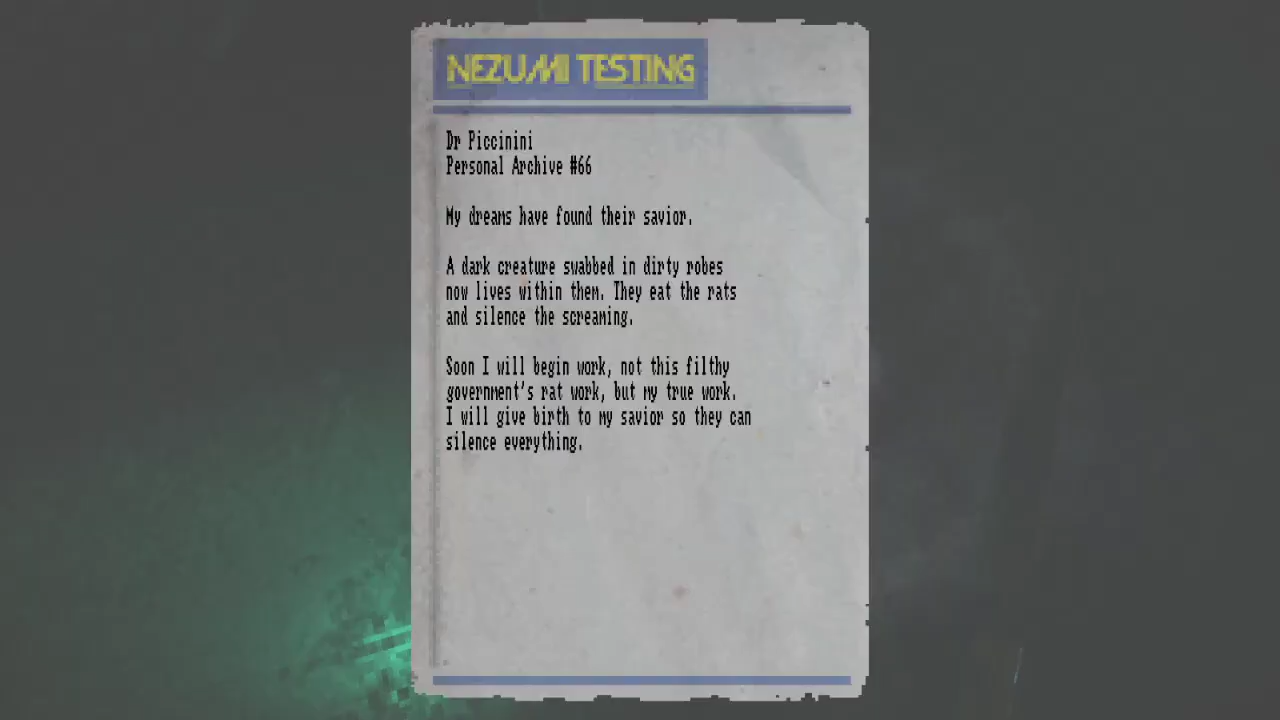 NEZUMI TESTING
Dr Piccinini
Personal Archive #66
My dreams have found their savior.
A dark creature swabbed in dirty robes
now lives within them. They eat the rats
and silence the screaming.
Soon I will begin work, not this filthy
government's rat work, but my true work.
I will give birth to my savior so they can
silence everything.